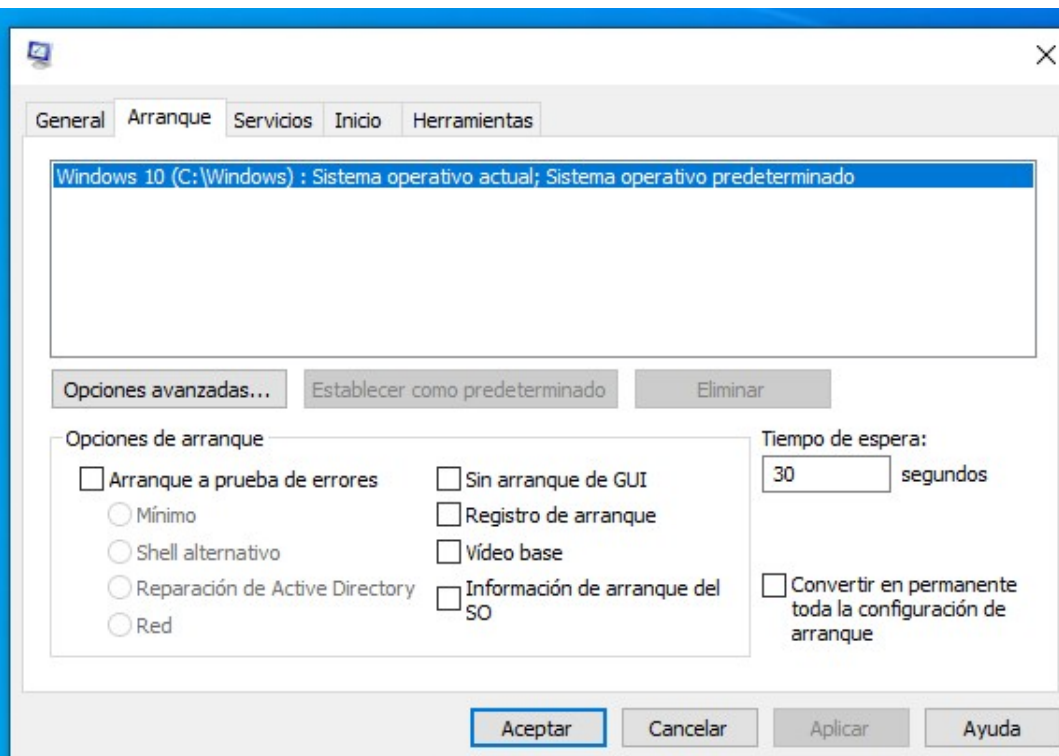 General Arranque Servicios Inicio Herramientas
Windows 10 (C:\Windows) : Sistema operativo actual; Sistema operativo predeterminado
Opciones avanzadas... Establecer como predeterminado Eliminar
Opciones de arranque
Arranque a prueba de errores
Mínimo
Shell alternativo
Reparación de Active Directory
Red
Sin arranque de GUI
Registro de arranque
Vídeo base
Información de arranque del
SO
Tiempo de espera:
30 segundos
Convertir en permanente
toda la configuración de
arranque
Aceptar Cancelar Aplicar Ayuda